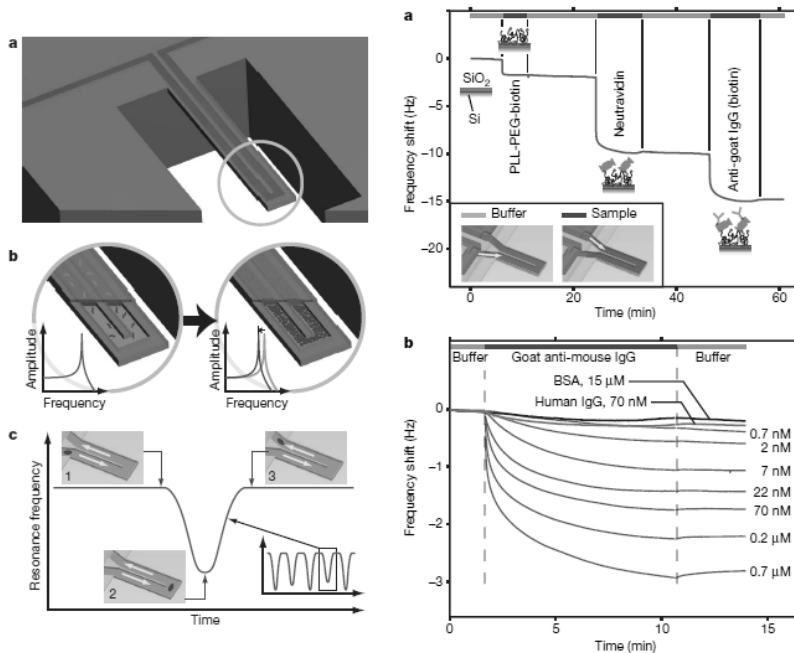 a
b
Amplitude
Frequency
Amplitude
Frequency
c
Resonance frequency
1
3
2
Time
a
Frequency shift (Hz)
0
−5
−10
−15
−20
SiO2
Si
PLL-PEG-biotin
Neutravidin
Anti-goat IgG (biotin)
Buffer
Sample
0
20
40
60
Time (min)
b
Buffer
Goat anti-mouse IgG
Buffer
BSA, 15 μM
Human IgG, 70 nM
Frequency shift (Hz)
0
−1
−2
−3
0.7 nM
2 nM
7 nM
22 nM
70 nM
0.2 μM
0.7 μM
0
5
10
15
Time (min)